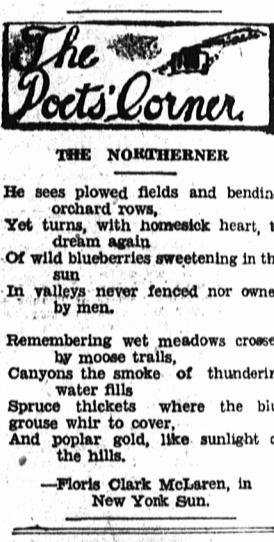 The
Poets' Corner.
THE NORTHERNER
He sees plowed fields and bendin
orchard rows,
Yet turns, with homesick heart, t
dream again
Of wild blueberries sweetening in th
sun
In valleys never fenced nor owne
by men.
Remembering wet meadows crosse
by moose trails,
Canyons the smoke of thunderin
water fills
Spruce thickets where the blu
grouse whir to cover,
And poplar gold, like sunlight o
the hills.
—Floris Clark McLaren, in
New York Sun.